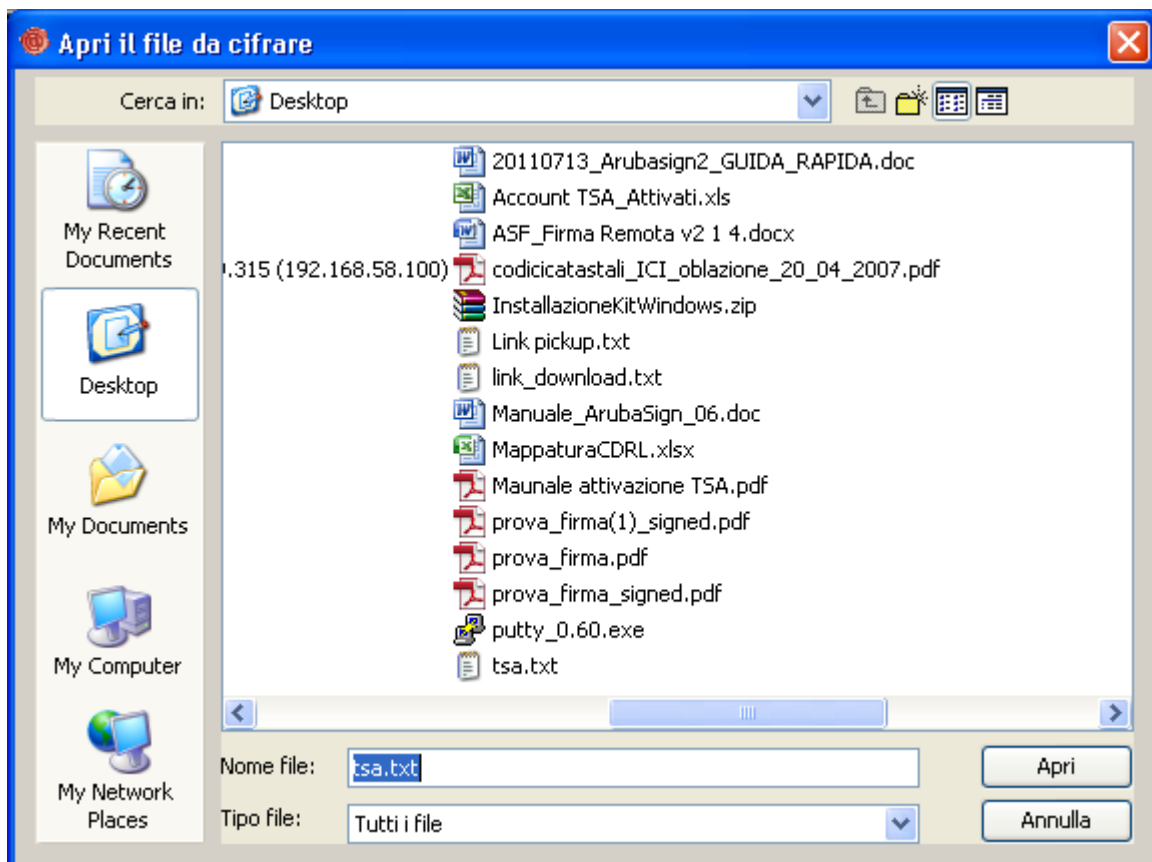 Apri il file da cifrare
Cerca in: Desktop
My Recent
Documents
Desktop
My Documents
My Computer
My Network
Places
20110713_Arubasign2_GUIDA_RAPIDA.doc
Account TSA_Attivati.xls
ASF_Firma Remota v2 1 4.docx
.315 (192.168.58.100) codicicatastali_ICI_oblazione_20_04_2007.pdf
InstallazioneKitWindows.zip
Link pickup.txt
link_download.txt
Manuale_ArubaSign_06.doc
MappaturaCDRL.xlsx
Maunale attivazione TSA.pdf
prova_firma(1)_signed.pdf
prova_firma.pdf
prova_firma_signed.pdf
putty_0.60.exe
tsa.txt
Nome file: tsa.txt Apri
Tipo file: Tutti i file Annulla